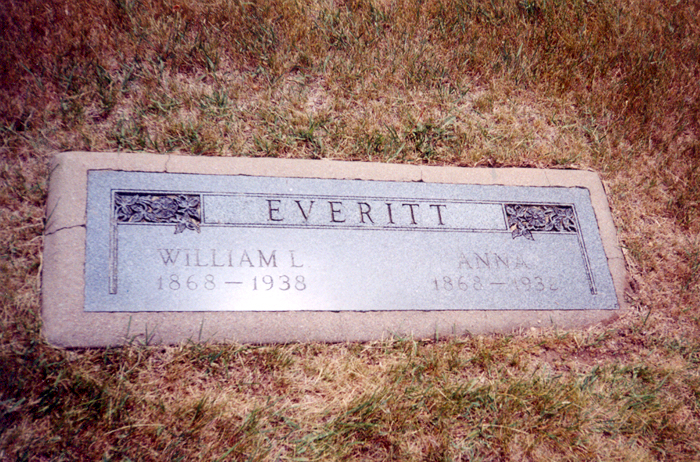 EVERITT
WILLIAM L ANNA
1868 – 1938 1868 –